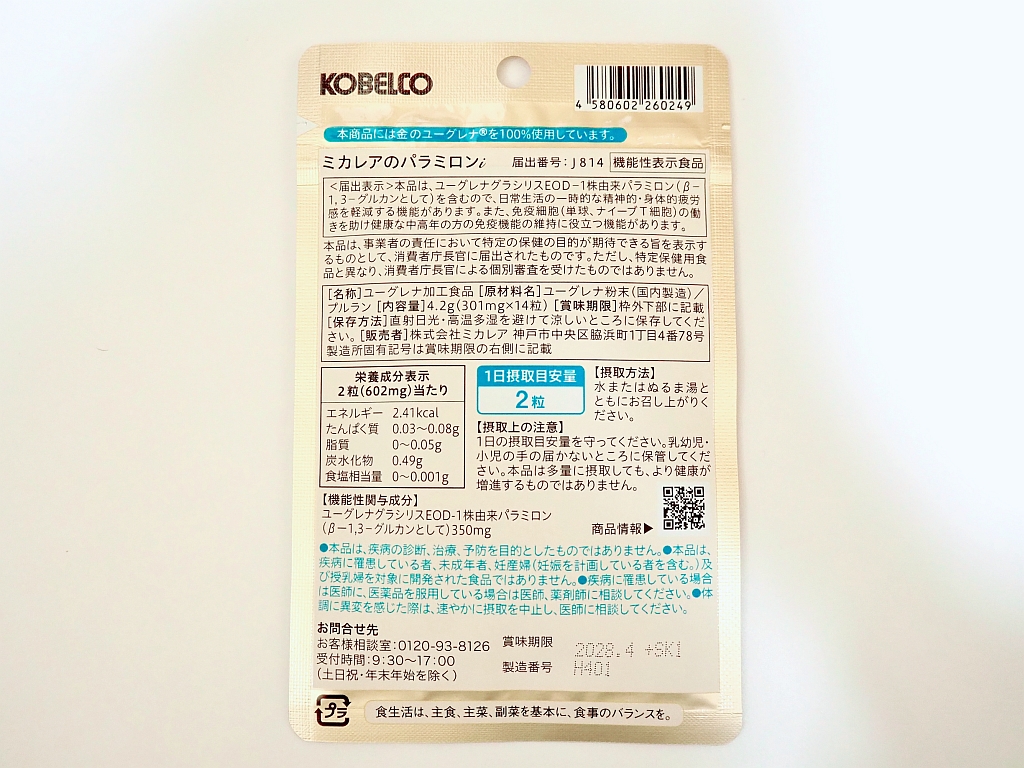 KOBELCO
4 580602 260249
本商品には金のユーグレナ®を100%使用しています。
ミカレアのパラミロンi 届出番号：J814 機能性表示食品
＜届出表示＞本品は、ユーグレナグラシリスEOD−1株由来パラミロン（β−
1,3−グルカンとして）を含むので、日常生活の一時的な精神的・身体的疲労
感を軽減する機能があります。また、免疫細胞（単球、ナイーブT細胞）の働
きを助け健康な中高年の方の免疫機能の維持に役立つ機能があります。
本品は、事業者の責任において特定の保健の目的が期待できる旨を表示す
るものとして、消費者庁長官に届出されたものです。ただし、特定保健用食
品と異なり、消費者庁長官による個別審査を受けたものではありません。
[名称]ユーグレナ加工食品 [原材料名]ユーグレナ粉末（国内製造）／
プルラン [内容量]4.2g（301mg×14粒） [賞味期限]枠外下部に記載
[保存方法]直射日光・高温多湿を避けて涼しいところに保存してくだ
さい。 [販売者]株式会社ミカレア 神戸市中央区脇浜町1丁目4番78号
製造所固有記号は賞味期限の右側に記載
栄養成分表示
2粒（602mg）当たり
エネルギー 2.41kcal
たんぱく質 0.03〜0.08g
脂質 0〜0.05g
炭水化物 0.49g
食塩相当量 0〜0.001g
1日摂取目安量
2粒
【摂取方法】
水またはぬるま湯と
ともにお召し上がりく
ださい。
【摂取上の注意】
1日の摂取目安量を守ってください。乳幼児・
小児の手の届かないところに保管してくだ
さい。本品は多量に摂取しても、より健康が
増進するものではありません。
【機能性関与成分】
ユーグレナグラシリスEOD-1株由来パラミロン
（β−1,3−グルカンとして）350mg
商品情報▶
●本品は、疾病の診断、治療、予防を目的としたものではありません。●本品は、
疾病に罹患している者、未成年者、妊産婦（妊娠を計画している者を含む。）及
び授乳婦を対象に開発された食品ではありません。●疾病に罹患している場合
は医師に、医薬品を服用している場合は医師、薬剤師に相談してください。●体
調に異変を感じた際は、速やかに摂取を中止し、医師に相談してください。
お問合せ先
お客様相談室：0120-93-8126
受付時間：9:30〜17:00
（土日祝・年末年始を除く）
賞味期限 2028.4 +8K1
製造番号 H401
プラ
食生活は、主食、主菜、副菜を基本に、食事のバランスを。